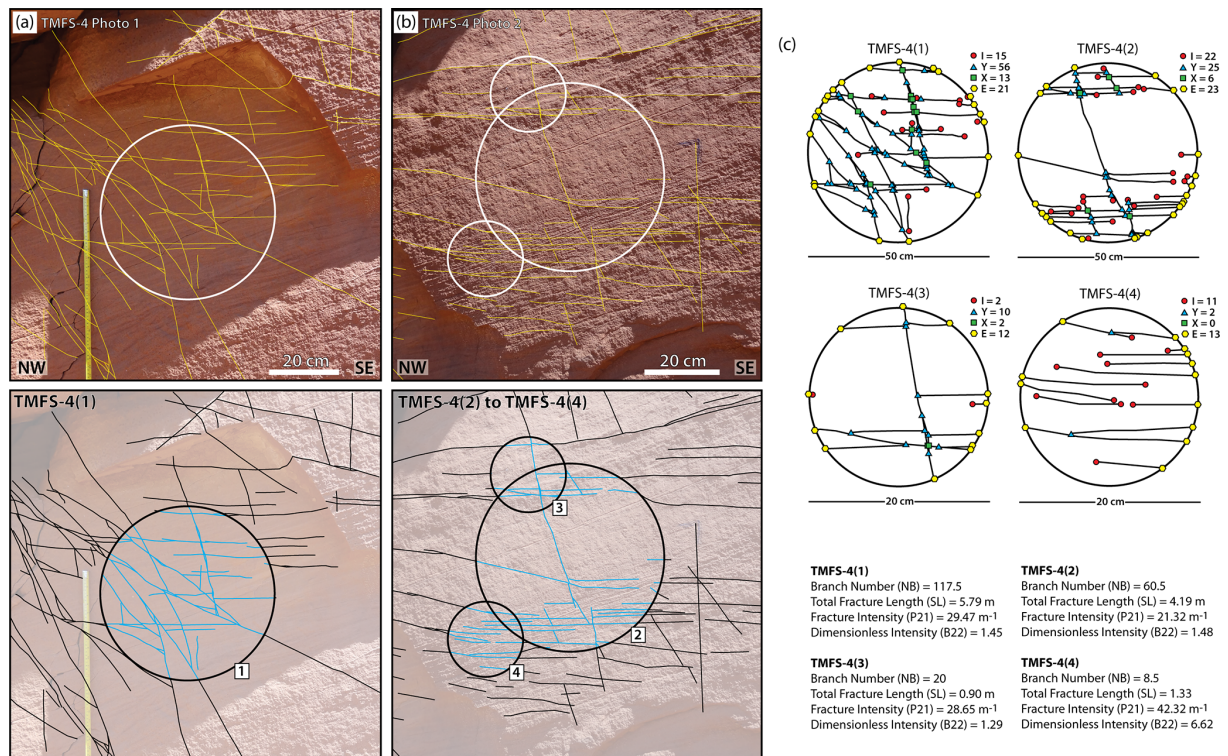 (a) TMFS-4 Photo 1
NW
20 cm
SE
(b) TMFS-4 Photo 2
NW
20 cm
SE
TMFS-4(1)
1
TMFS-4(2) to TMFS-4(4)
3
2
4
(c)
TMFS-4(1)
I = 15
Y = 56
X = 13
E = 21
50 cm
TMFS-4(2)
I = 22
Y = 25
X = 6
E = 23
50 cm
TMFS-4(3)
I = 2
Y = 10
X = 2
E = 12
20 cm
TMFS-4(4)
I = 11
Y = 2
X = 0
E = 13
20 cm
TMFS-4(1)
Branch Number (NB) = 117.5
Total Fracture Length (SL) = 5.79 m
Fracture Intensity (P21) = 29.47 m⁻¹
Dimensionless Intensity (B22) = 1.45
TMFS-4(2)
Branch Number (NB) = 60.5
Total Fracture Length (SL) = 4.19 m
Fracture Intensity (P21) = 21.32 m⁻¹
Dimensionless Intensity (B22) = 1.48
TMFS-4(3)
Branch Number (NB) = 20
Total Fracture Length (SL) = 0.90 m
Fracture Intensity (P21) = 28.65 m⁻¹
Dimensionless Intensity (B22) = 1.29
TMFS-4(4)
Branch Number (NB) = 8.5
Total Fracture Length (SL) = 1.33
Fracture Intensity (P21) = 42.32 m⁻¹
Dimensionless Intensity (B22) = 6.62